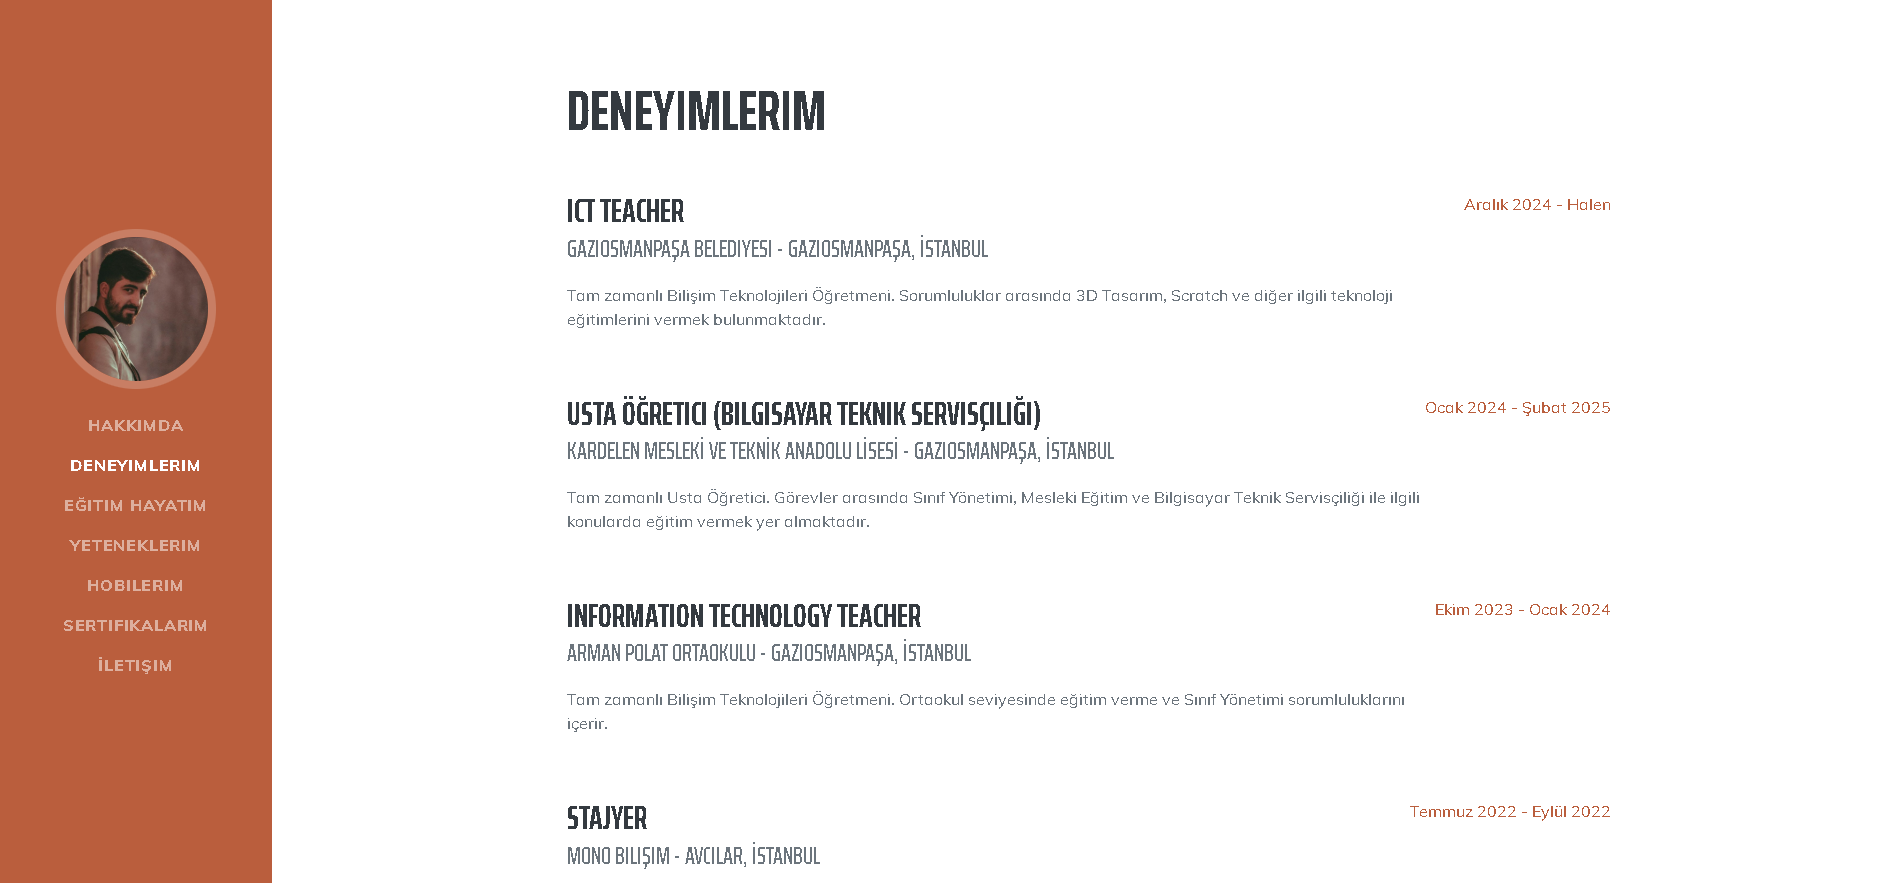 HAKKIMDA
DENEYIMLERIM
EĞITIM HAYATIM
YETENEKLERIM
HOBILERIM
SERTIFIKALARIM
İLETIŞIM
DENEYIMLERIM
ICT TEACHER
Aralık 2024 - Halen
GAZIOSMANPAŞA BELEDIYESI - GAZIOSMANPAŞA, İSTANBUL
Tam zamanlı Bilişim Teknolojileri Öğretmeni. Sorumluluklar arasında 3D Tasarım, Scratch ve diğer ilgili teknoloji
eğitimlerini vermek bulunmaktadır.
USTA ÖĞRETICI (BILGISAYAR TEKNIK SERVISÇILIĞI)
Ocak 2024 - Şubat 2025
KARDELEN MESLEKİ VE TEKNİK ANADOLU LİSESİ - GAZIOSMANPAŞA, İSTANBUL
Tam zamanlı Usta Öğretici. Görevler arasında Sınıf Yönetimi, Mesleki Eğitim ve Bilgisayar Teknik Servisçiliği ile ilgili
konularda eğitim vermek yer almaktadır.
INFORMATION TECHNOLOGY TEACHER
Ekim 2023 - Ocak 2024
ARMAN POLAT ORTAOKULU - GAZIOSMANPAŞA, İSTANBUL
Tam zamanlı Bilişim Teknolojileri Öğretmeni. Ortaokul seviyesinde eğitim verme ve Sınıf Yönetimi sorumluluklarını
içerir.
STAJYER
Temmuz 2022 - Eylül 2022
MONO BILIŞIM - AVCILAR, İSTANBUL